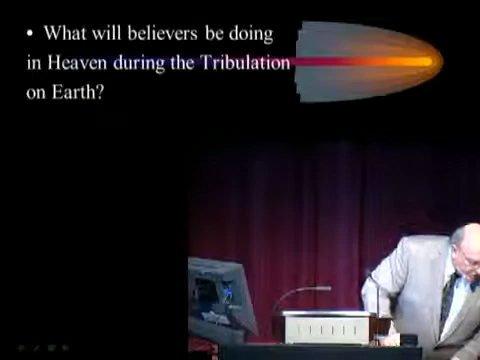 • What will believers be doing
in Heaven during the Tribulation
on Earth?